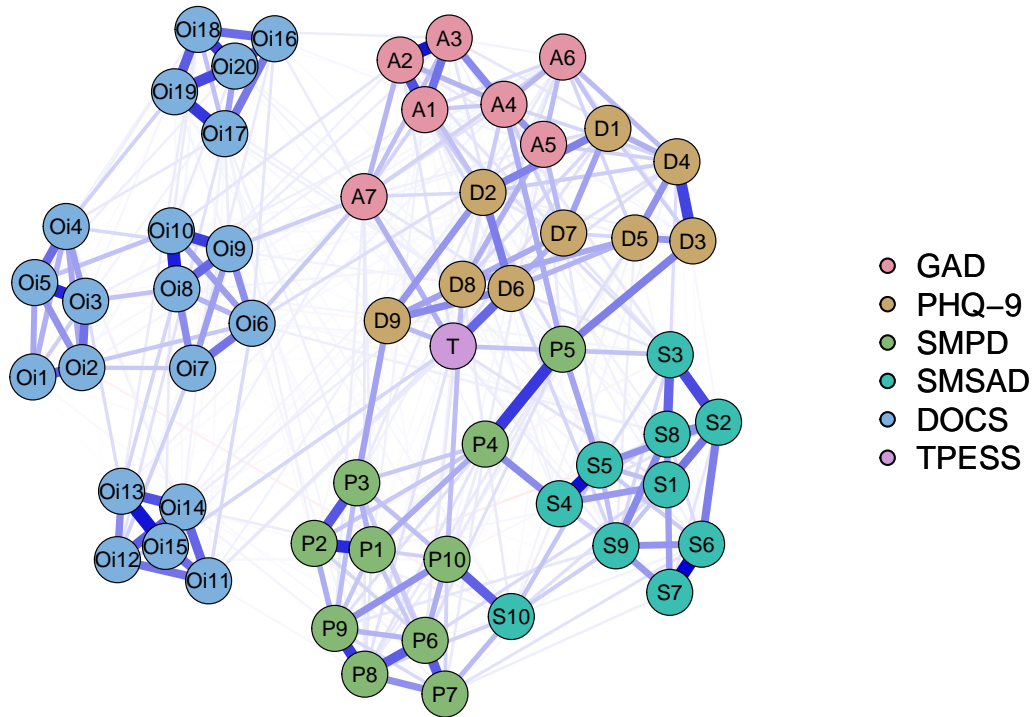 Oi18
Oi16
Oi20
Oi19
Oi17
A3
A2
A6
A1
A4
A5
D1
D4
A7
D2
D7
D5
D3
D8
D6
D9
T
P5
Oi4
Oi10
Oi9
Oi5
Oi3
Oi8
Oi6
Oi1
Oi2
Oi7
S3
S2
S8
P4
S5
S1
S4
P3
S9
S6
P2
P1
P10
S7
S10
P9
P6
P8
P7
Oi13
Oi14
Oi15
Oi12
Oi11
GAD
PHQ−9
SMPD
SMSAD
DOCS
TPESS